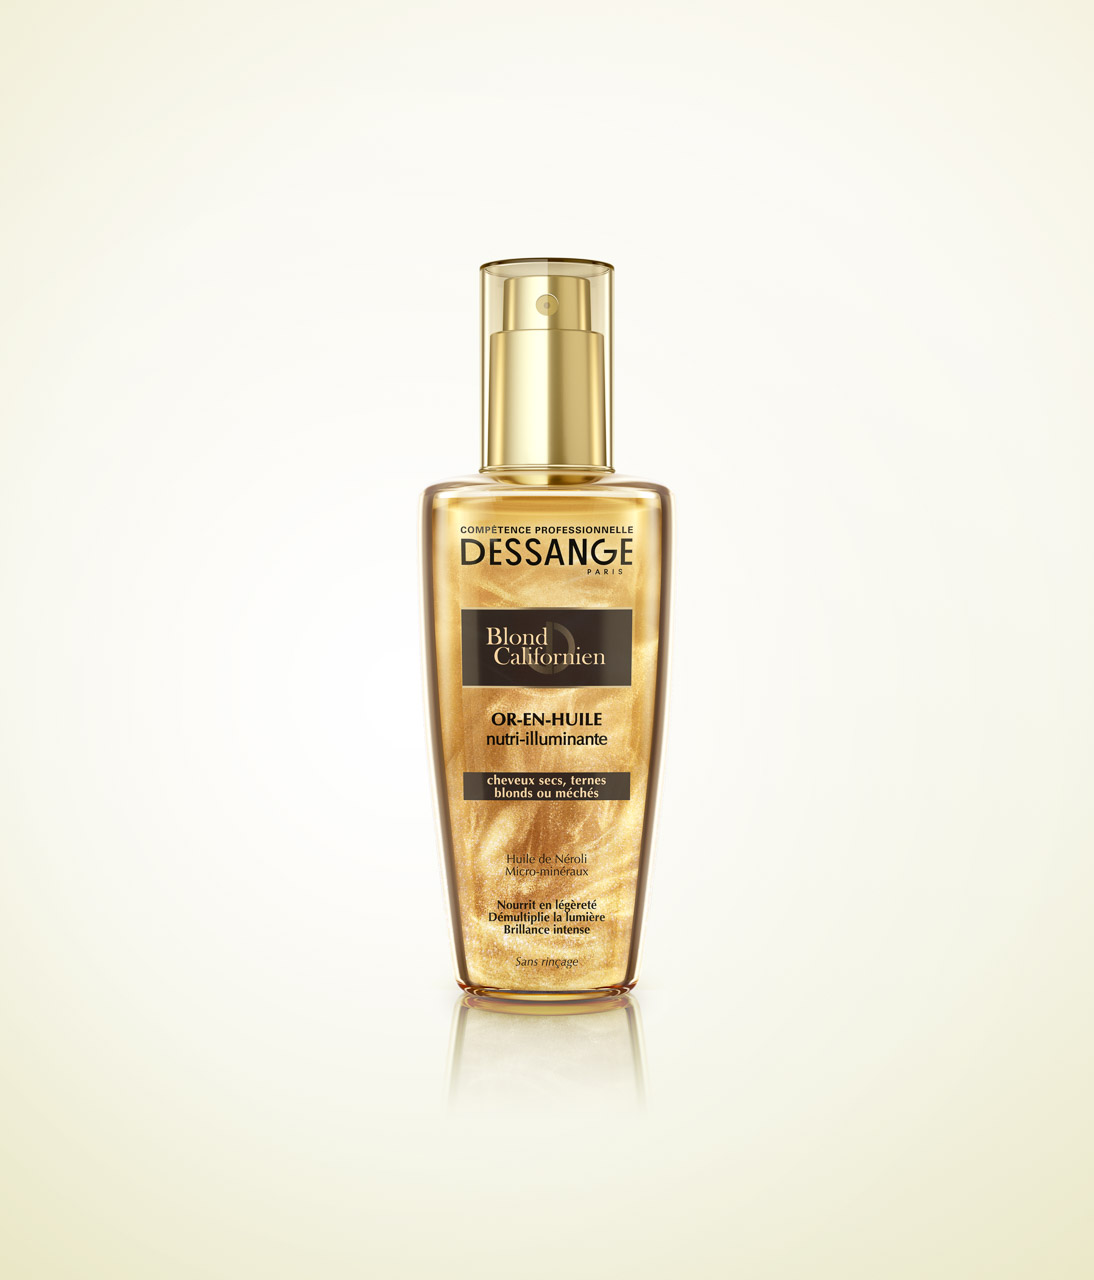 COMPÉTENCE PROFESSIONNELLE
DESSANGE
PARIS
Blond
Californien
OR-EN-HUILE
nutri-illuminante
cheveux secs, ternes
blonds ou méchés
Huile de Néroli
Micro-minéraux
Nourrit en légèreté
Démultiplie la lumière
Brillance intense
Sans rinçage